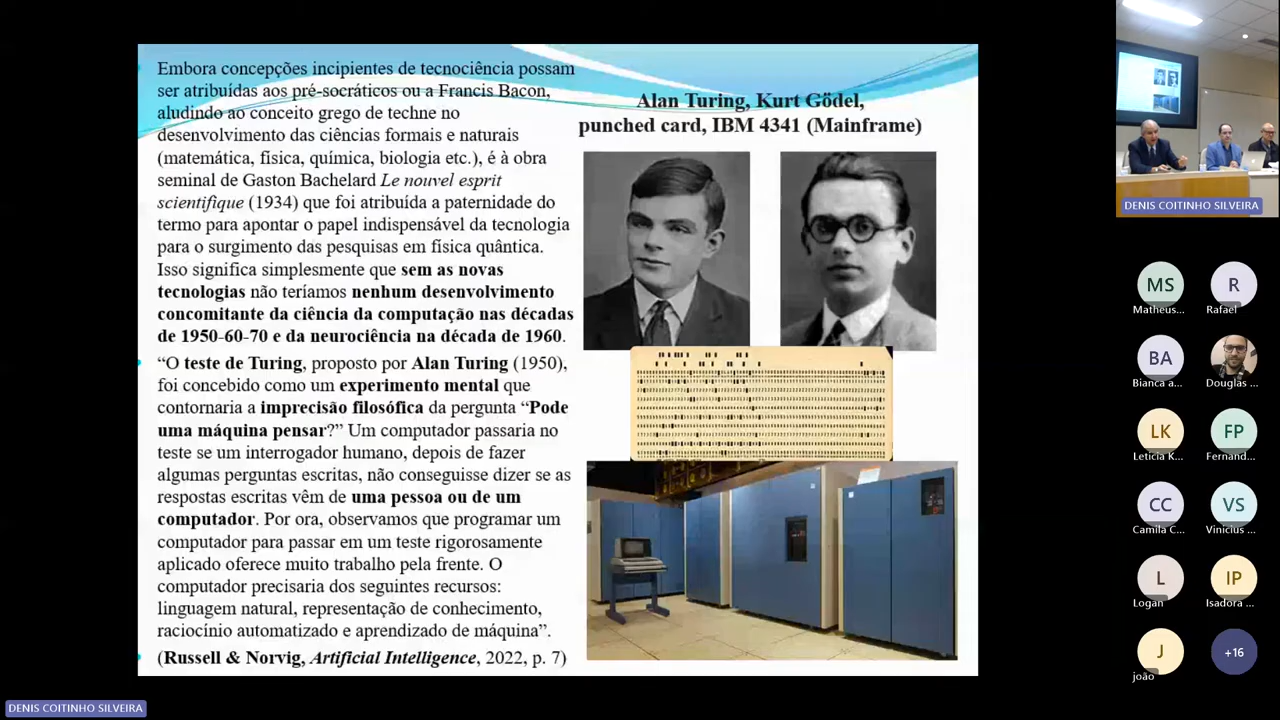 Embora concepções incipientes de tecnociência possam
ser atribuídas aos pré-socráticos ou a Francis Bacon,
aludindo ao conceito grego de techne no
desenvolvimento das ciências formais e naturais
(matemática, física, química, biologia etc.), é à obra
seminal de Gaston Bachelard Le nouvel esprit
scientifique (1934) que foi atribuída a paternidade do
termo para apontar o papel indispensável da tecnologia
para o surgimento das pesquisas em física quântica.
Isso significa simplesmente que sem as novas
tecnologias não teríamos nenhum desenvolvimento
concomitante da ciência da computação nas décadas
de 1950-60-70 e da neurociência na década de 1960.
“O teste de Turing, proposto por Alan Turing (1950),
foi concebido como um experimento mental que
contornaria a imprecisão filosófica da pergunta “Pode
uma máquina pensar?” Um computador passaria no
teste se um interrogador humano, depois de fazer
algumas perguntas escritas, não conseguisse dizer se as
respostas escritas vêm de uma pessoa ou de um
computador. Por ora, observamos que programar um
computador para passar em um teste rigorosamente
aplicado oferece muito trabalho pela frente. O
computador precisaria dos seguintes recursos:
linguagem natural, representação de conhecimento,
raciocínio automatizado e aprendizado de máquina”.
(Russell & Norvig, Artificial Intelligence, 2022, p. 7)
Alan Turing, Kurt Gödel,
punched card, IBM 4341 (Mainframe)
DENIS COITINHO SILVEIRA
MS
Matheus...
R
Rafael
BA
Bianca a...
Douglas ...
LK
Leticia K...
FP
Fernand...
CC
Camila C...
VS
Vinicius ...
L
Logan
IP
Isadora ...
J
joão
+16
DENIS COITINHO SILVEIRA